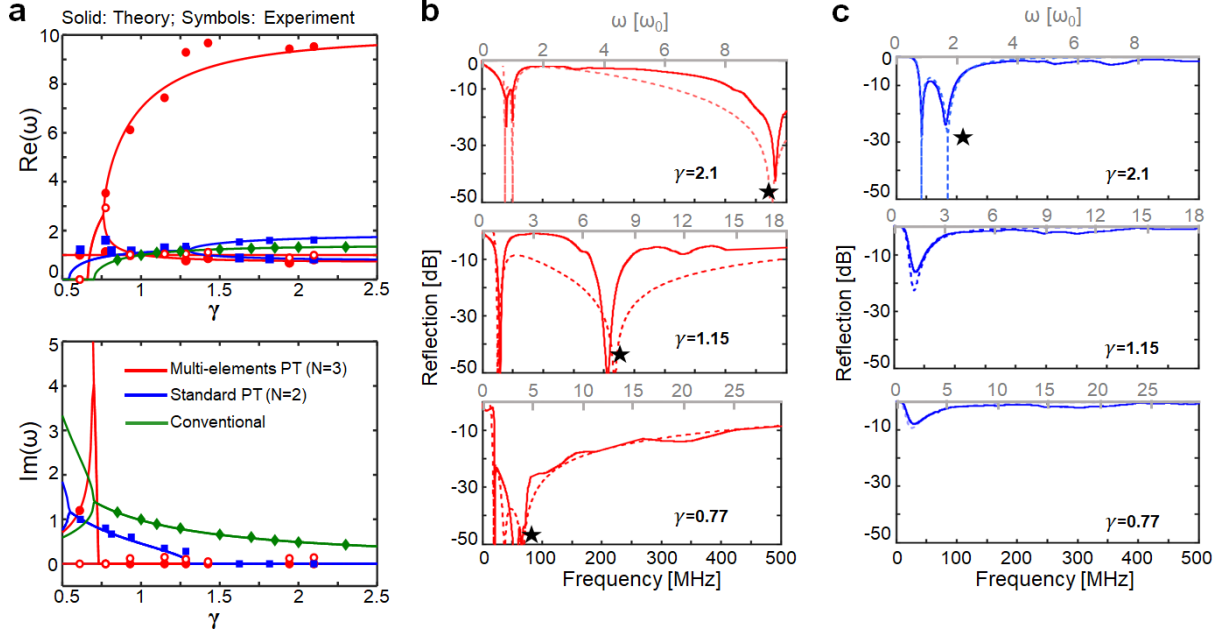 a
Solid: Theory; Symbols: Experiment
Re(ω)
10
8
6
4
2
0
0.5 1 1.5 2 2.5
γ
Im(ω)
5
4
3
2
1
0
Multi-elements PT (N=3)
Standard PT (N=2)
Conventional
0.5 1 1.5 2 2.5
γ
b
ω [ω0]
0 2 4 6 8
0
-10
-30
-50
γ=2.1
★
0 3 6 9 12 15 18
Reflection [dB]
-10
-30
-50
γ=1.15
★
0 5 10 15 20 25
-10
-30
-50
γ=0.77
★
0 100 200 300 400 500
Frequency [MHz]
c
ω [ω0]
0 2 4 6 8
0
-10
-30
-50
γ=2.1
★
0 3 6 9 12 15 18
Reflection [dB]
0
-10
-30
-50
γ=1.15
0 5 10 15 20 25
-10
-30
-50
γ=0.77
0 100 200 300 400 500
Frequency [MHz]